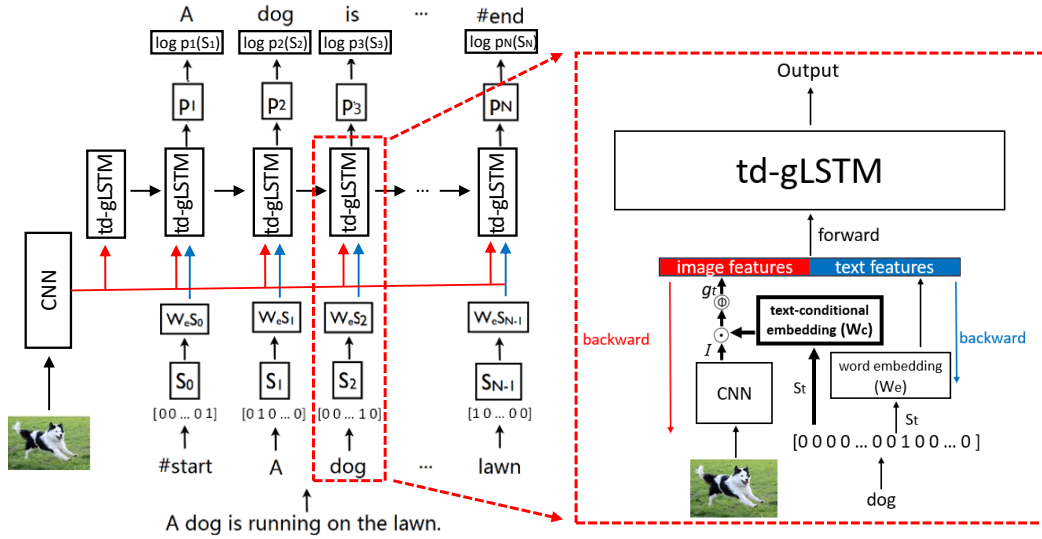 A dog is ... #end
log p1(S1) log p2(S2) log p3(S3) log pN(SN)
p1 p2 p3 pN
td-gLSTM td-gLSTM td-gLSTM td-gLSTM ... td-gLSTM
CNN
WeS0 WeS1 WeS2 WeSN-1
S0 S1 S2 SN-1
[0 0 ... 0 1] [0 1 0 ... 0] [0 0 ... 1 0] [1 0 ... 0 0]
#start A dog ... lawn
A dog is running on the lawn.
Output
td-gLSTM
forward
image features text features
gt
Φ
text-conditional
embedding (Wc)
backward
backward
I
CNN
word embedding
(We)
St
St
[0 0 0 0 ... 0 0 1 0 0 ... 0 ]
dog